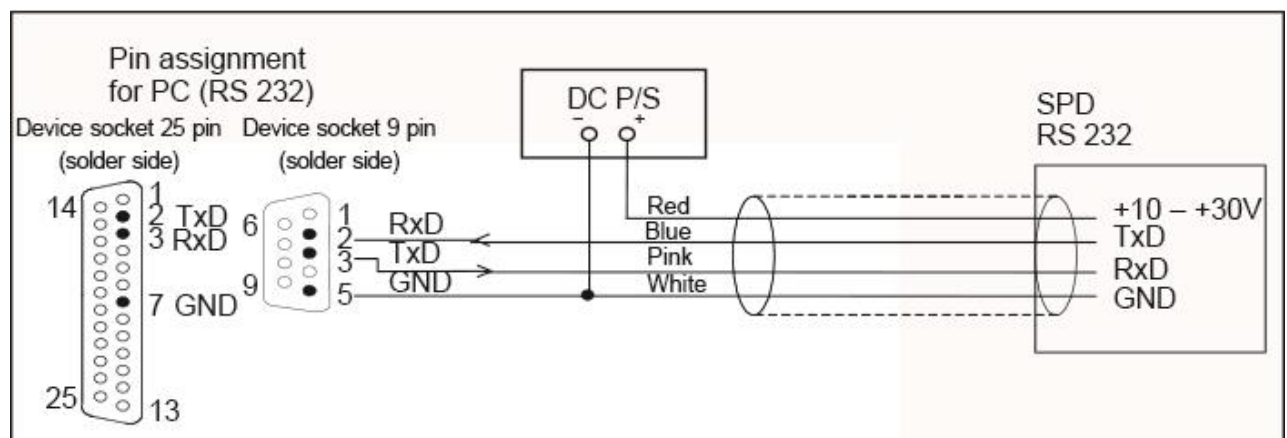 Pin assignment
for PC (RS 232)
Device socket 25 pin
(solder side)
Device socket 9 pin
(solder side)
14
1
2 TxD
3 RxD
7 GND
25
13
6
9
1
2
3
5
RxD
TxD
GND
DC P/S
- +
Red
Blue
Pink
White
SPD
RS 232
+10 – +30V
TxD
RxD
GND